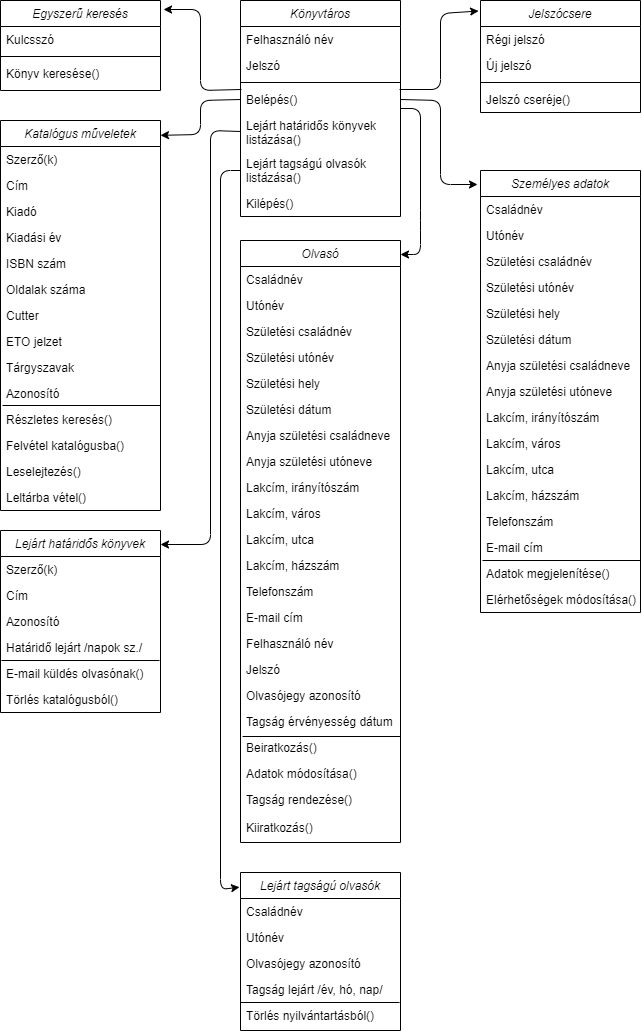 Egyszerű keresés
Kulcsszó
Könyv keresése()
Könyvtáros
Felhasználó név
Jelszó
Belépés()
Lejárt határidős könyvek
listázása()
Lejárt tagságú olvasók
listázása()
Kilépés()
Jelszócsere
Régi jelszó
Új jelszó
Jelszó cseréje()
Katalógus műveletek
Szerző(k)
Cím
Kiadó
Kiadási év
ISBN szám
Oldalak száma
Cutter
ETO jelzet
Tárgyszavak
Azonosító
Részletes keresés()
Felvétel katalógusba()
Leselejtezés()
Leltárba vétel()
Személyes adatok
Családnév
Utónév
Születési családnév
Születési utónév
Születési hely
Születési dátum
Anyja születési családneve
Anyja születési utóneve
Lakcím, irányítószám
Lakcím, város
Lakcím, utca
Lakcím, házszám
Telefonszám
E-mail cím
Adatok megjelenítése()
Elérhetőségek módosítása()
Olvasó
Családnév
Utónév
Születési családnév
Születési utónév
Születési hely
Születési dátum
Anyja születési családneve
Anyja születési utóneve
Lakcím, irányítószám
Lakcím, város
Lakcím, utca
Lakcím, házszám
Telefonszám
E-mail cím
Felhasználó név
Jelszó
Olvasójegy azonosító
Tagság érvényesség dátum
Beiratkozás()
Adatok módosítása()
Tagság rendezése()
Kiiratkozás()
Lejárt határidős könyvek
Szerző(k)
Cím
Azonosító
Határidő lejárt /napok sz./
E-mail küldés olvasónak()
Törlés katalógusból()
Lejárt tagságú olvasók
Családnév
Utónév
Olvasójegy azonosító
Tagság lejárt /év, hó, nap/
Törlés nyilvántartásból()